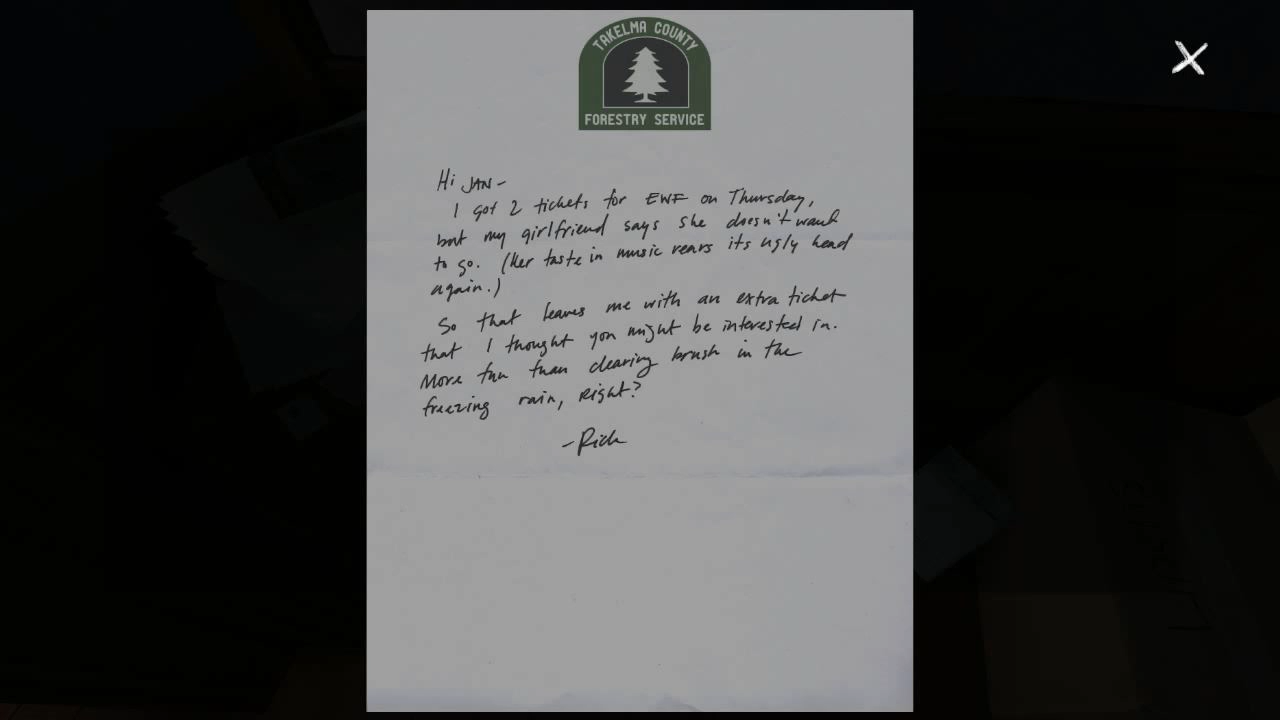 TAKELMA COUNTY
FORESTRY SERVICE
Hi JAN-
I got 2 tickets for EWF on Thursday,
but my girlfriend says she doesn't want
to go. (Her taste in music rears its ugly head
again.)
So that leaves me with an extra ticket
that I thought you might be interested in.
More fun than clearing brush in the
freezing rain, Right?
-Rich